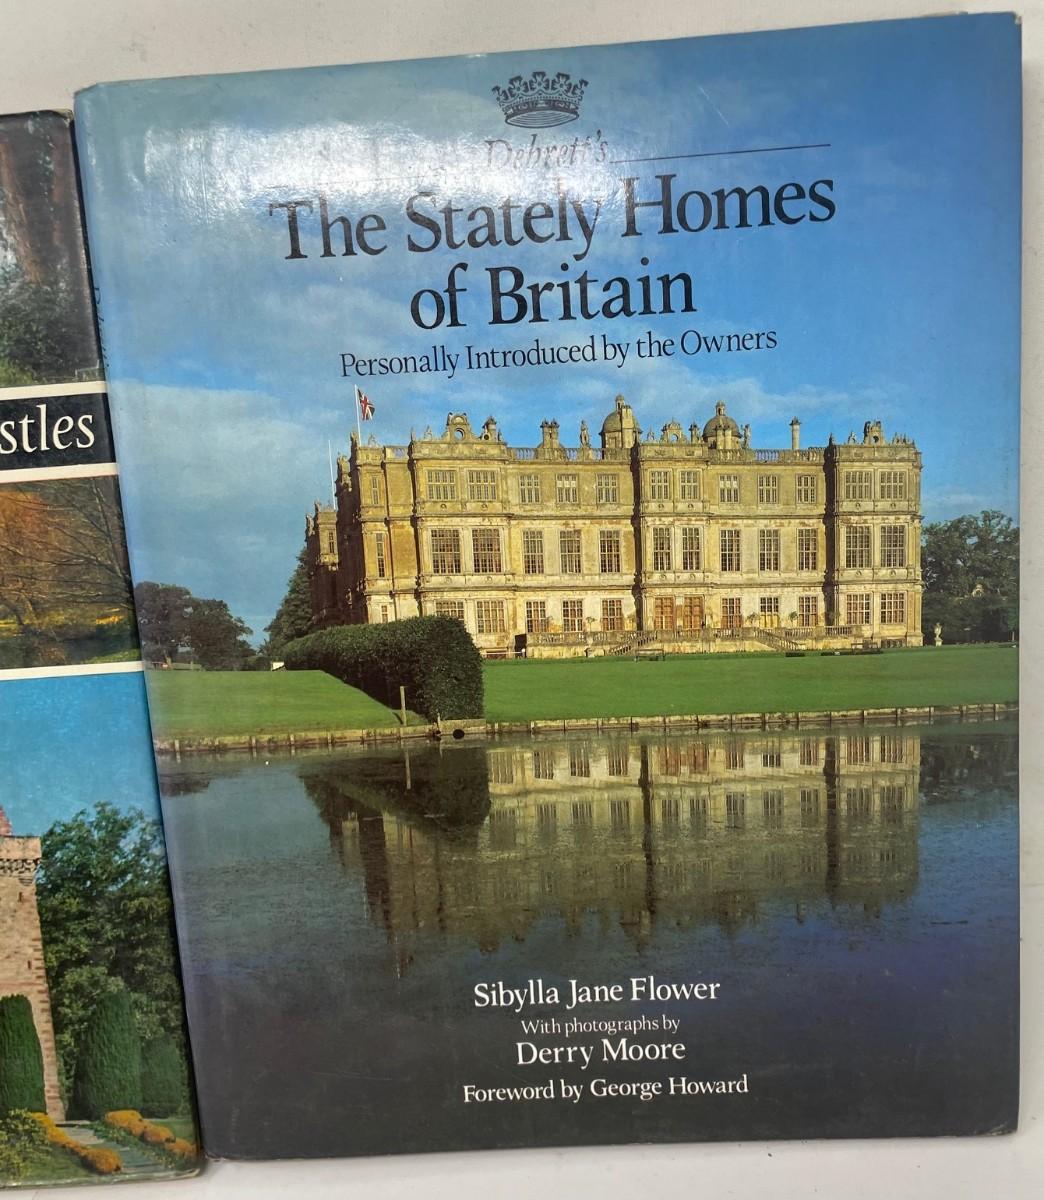 stles
Debrett's
The Stately Homes
of Britain
Personally Introduced by the Owners
Sibylla Jane Flower
With photographs by
Derry Moore
Foreword by George Howard